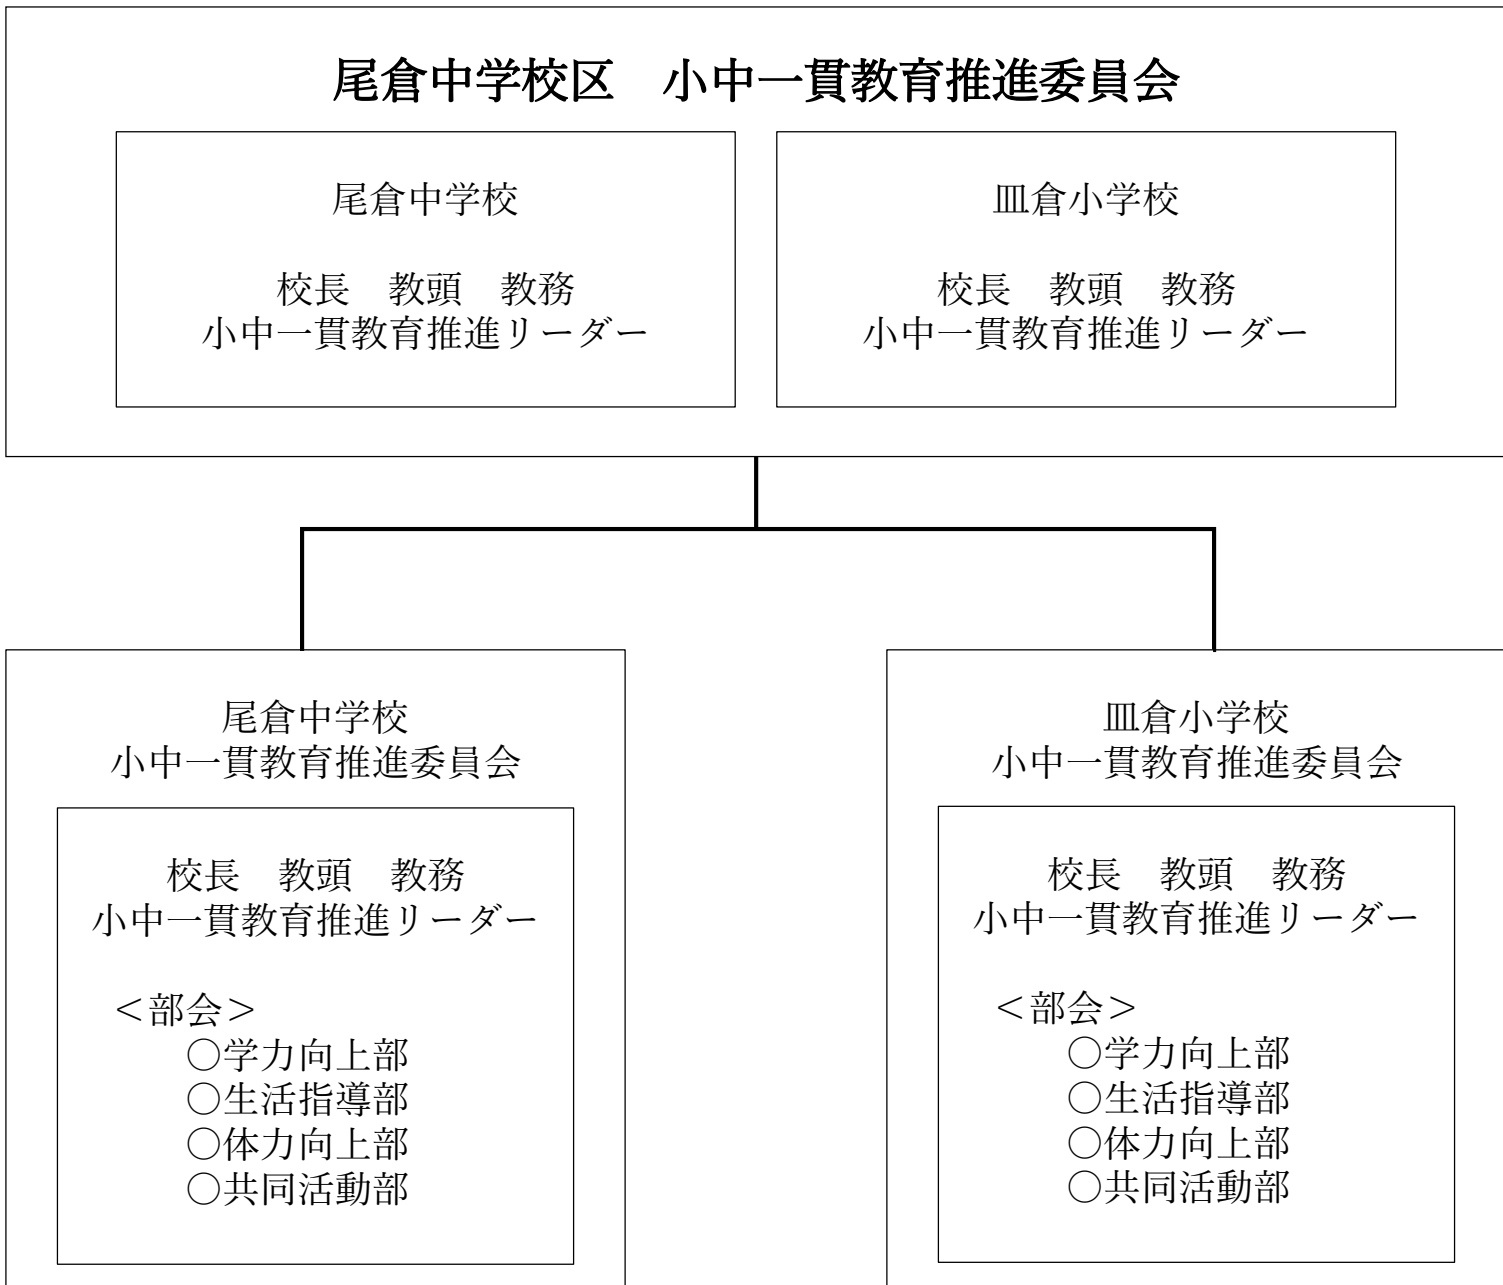 尾倉中学校区　小中一貫教育推進委員会
尾倉中学校
校長　教頭　教務
小中一貫教育推進リーダー
皿倉小学校
校長　教頭　教務
小中一貫教育推進リーダー
尾倉中学校
小中一貫教育推進委員会
校長　教頭　教務
小中一貫教育推進リーダー
＜部会＞
○学力向上部
○生活指導部
○体力向上部
○共同活動部
皿倉小学校
小中一貫教育推進委員会
校長　教頭　教務
小中一貫教育推進リーダー
＜部会＞
○学力向上部
○生活指導部
○体力向上部
○共同活動部